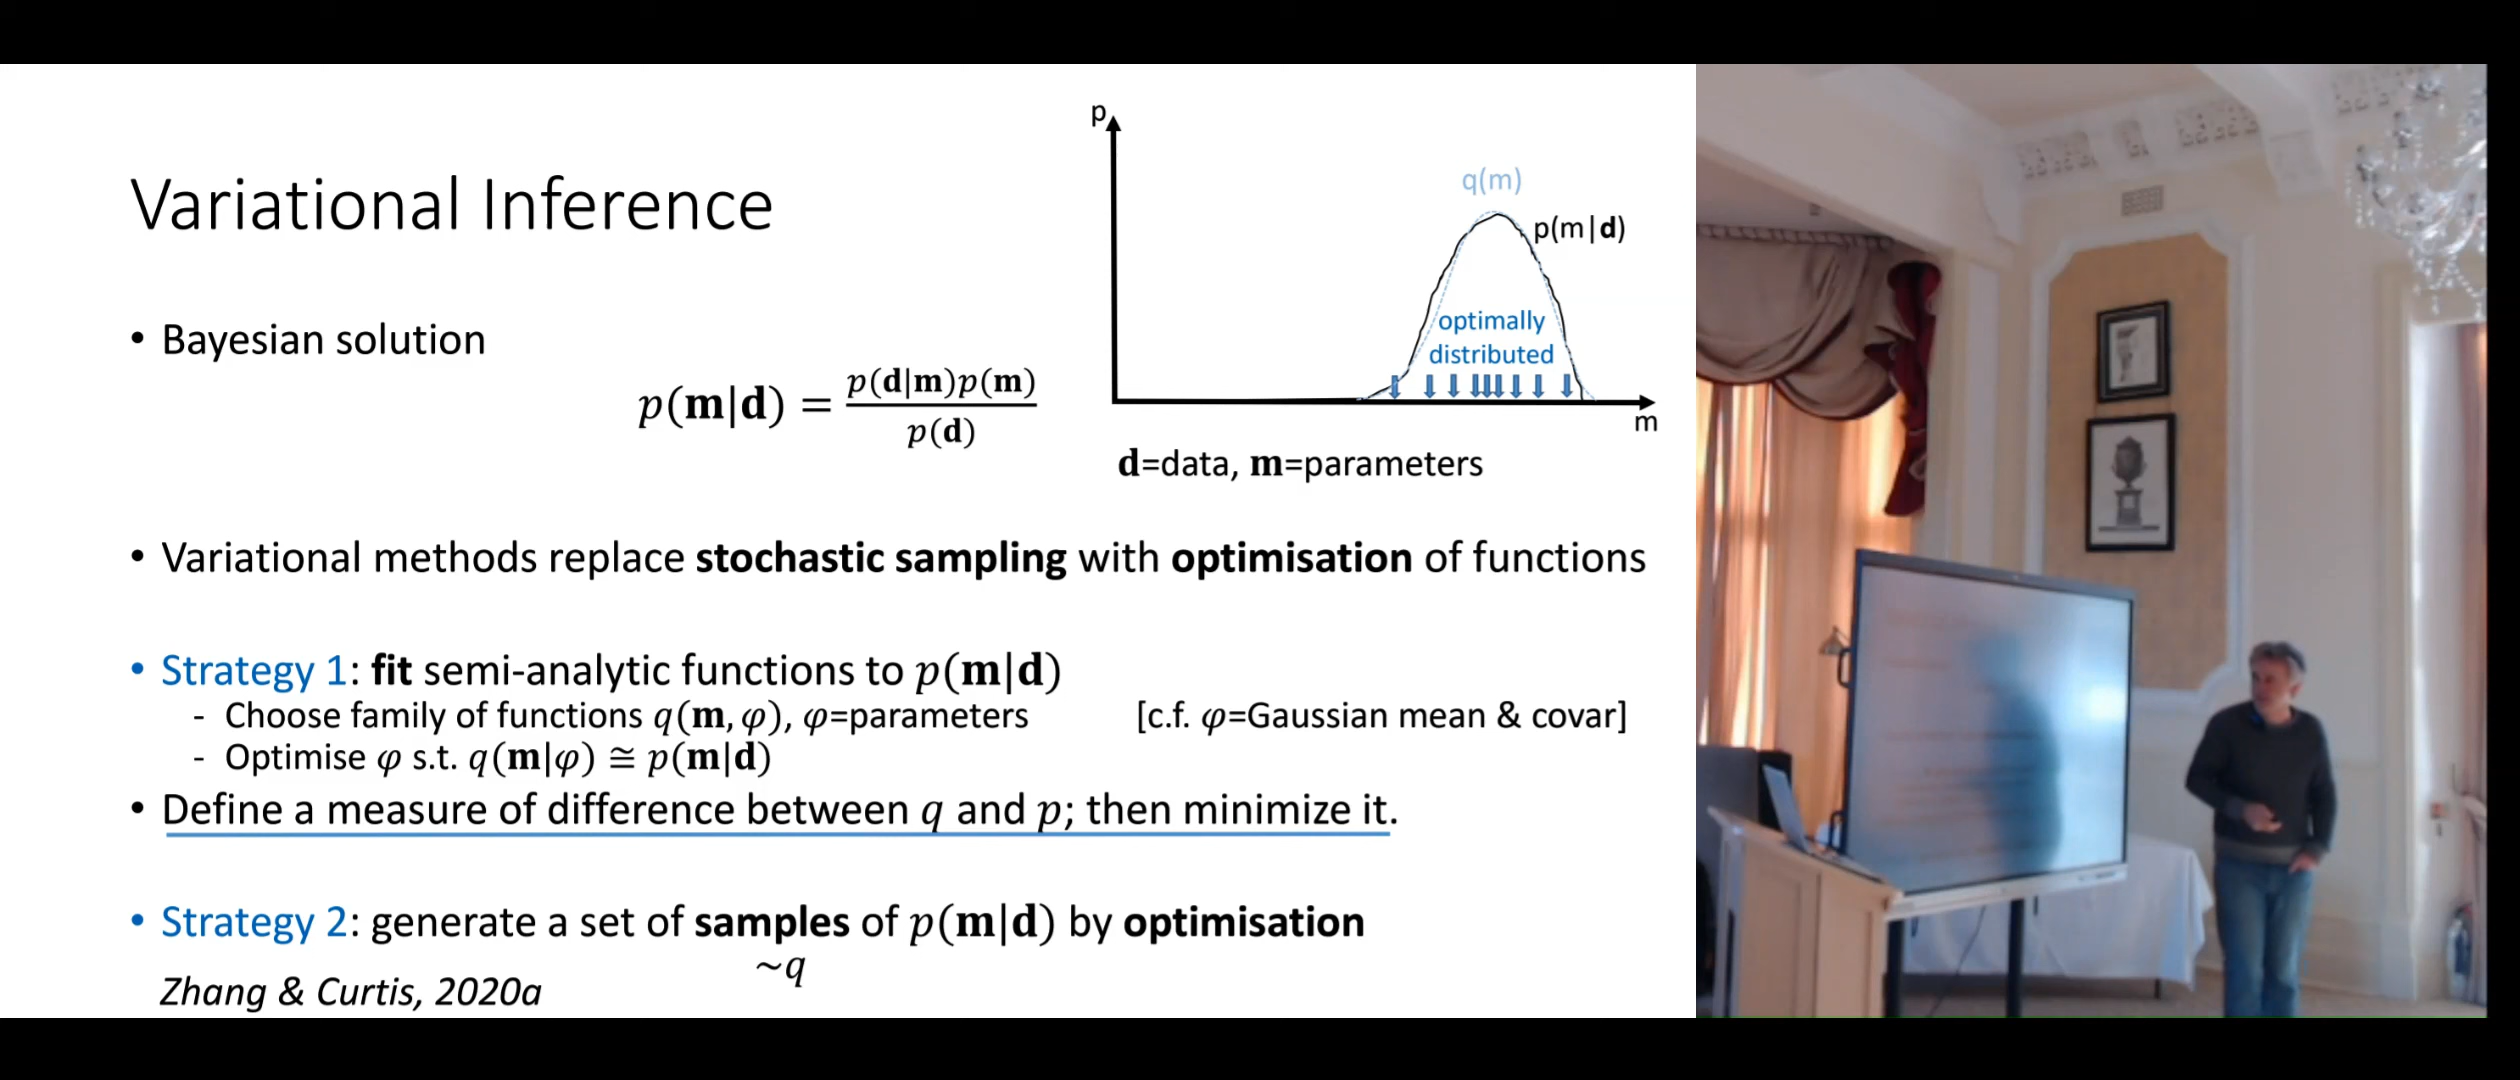 Variational Inference
• Bayesian solution
p(𝐦|𝐝) = p(𝐝|𝐦)p(𝐦) / p(𝐝)
p
q(m)
p(m|𝐝)
optimally
distributed
m
𝐝=data, 𝐦=parameters
• Variational methods replace stochastic sampling with optimisation of functions
• Strategy 1: fit semi-analytic functions to p(𝐦|𝐝)
- Choose family of functions q(𝐦, φ), φ=parameters [c.f. φ=Gaussian mean & covar]
- Optimise φ s.t. q(𝐦|φ) ≅ p(𝐦|𝐝)
• Define a measure of difference between q and p; then minimize it.
• Strategy 2: generate a set of samples of p(𝐦|𝐝) by optimisation
~q
Zhang & Curtis, 2020a